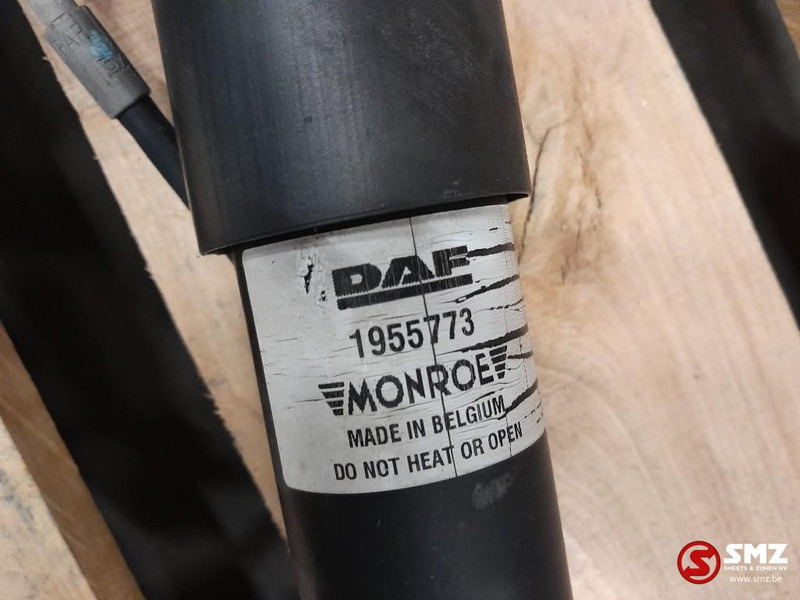 DAF
1955773
MONROE
MADE IN BELGIUM
DO NOT HEAT OR OPEN
SMZ
SMEETS & ZONEN NV
www.smz.be